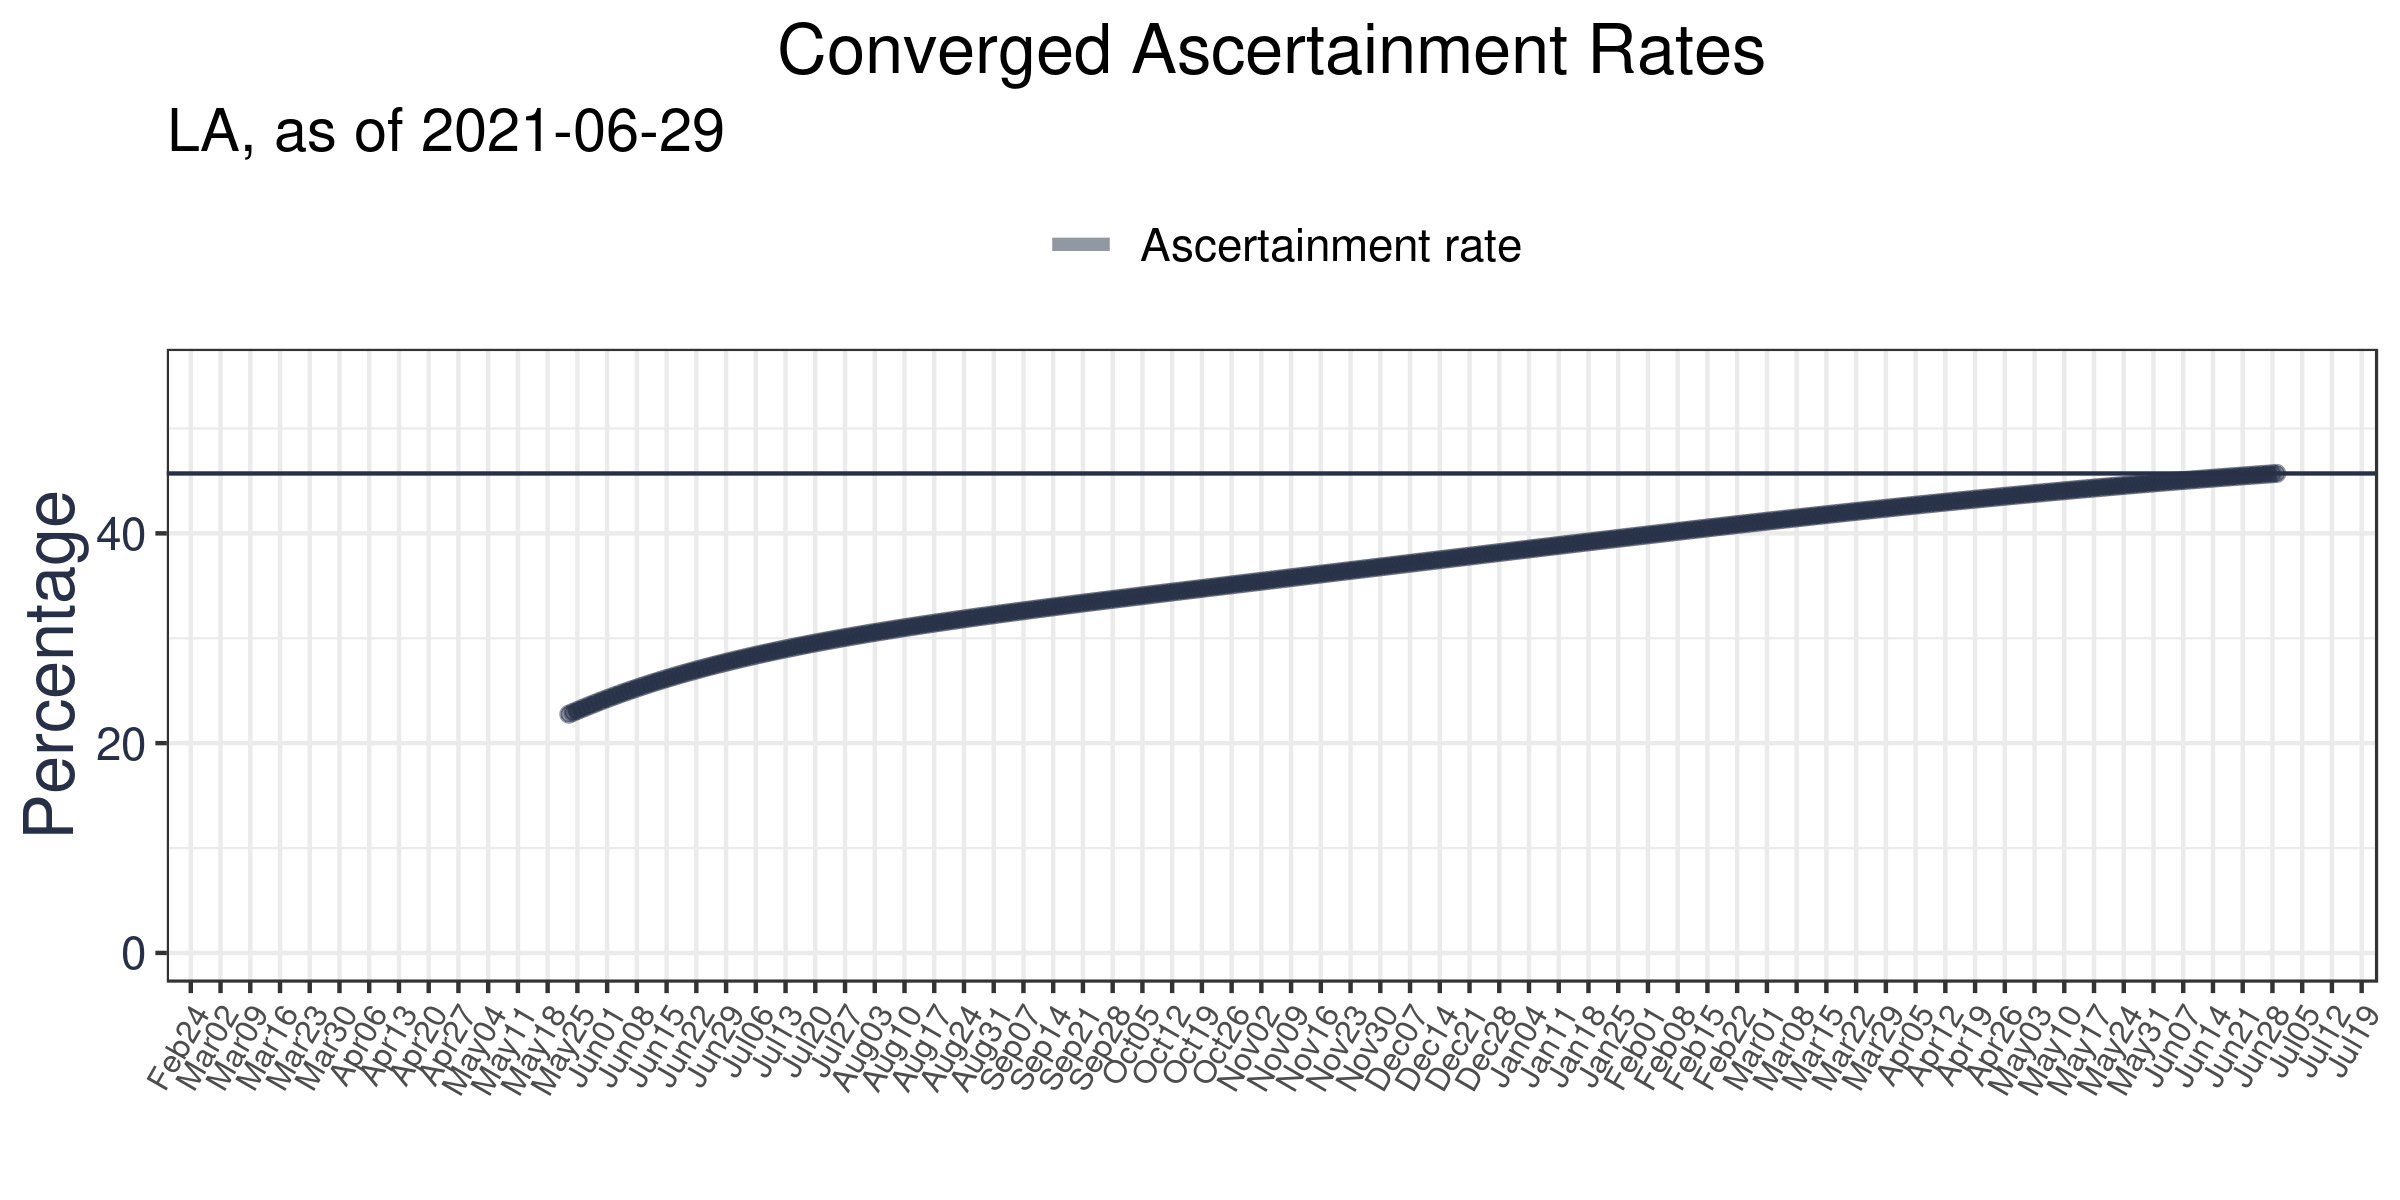 Converged Ascertainment Rates
LA, as of 2021-06-29
Ascertainment rate
Percentage
40
20
0
Feb24
Mar02
Mar09
Mar16
Mar23
Mar30
Apr06
Apr13
Apr20
Apr27
May04
May11
May18
May25
Jun01
Jun08
Jun15
Jun22
Jun29
Jul06
Jul13
Jul20
Jul27
Aug03
Aug10
Aug17
Aug24
Aug31
Sep07
Sep14
Sep21
Sep28
Oct05
Oct12
Oct19
Oct26
Nov02
Nov09
Nov16
Nov23
Nov30
Dec07
Dec14
Dec21
Dec28
Jan04
Jan11
Jan18
Jan25
Feb01
Feb08
Feb15
Feb22
Mar01
Mar08
Mar15
Mar22
Mar29
Apr05
Apr12
Apr19
Apr26
May03
May10
May17
May24
May31
May07
Jun07
Jun14
Jun21
Jun28
Jul05
Jul12
Jul19